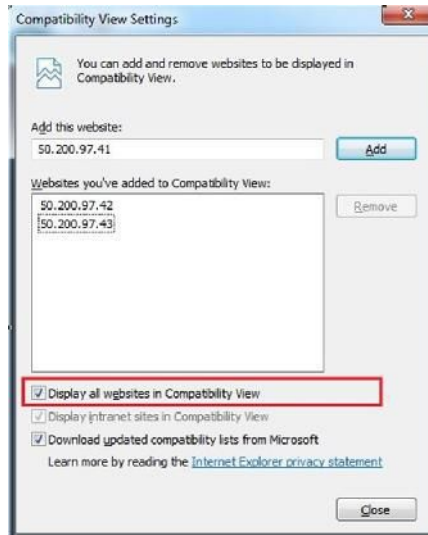 Compatibility View Settings
You can add and remove websites to be displayed in
Compatibility View.
Add this website:
50.200.97.41
Add
Websites you've added to Compatibility View:
50.200.97.42
50.200.97.43
Remove
Display all websites in Compatibility View
Display intranet sites in Compatibility View
Download updated compatibility lists from Microsoft
Learn more by reading the Internet Explorer privacy statement
Close